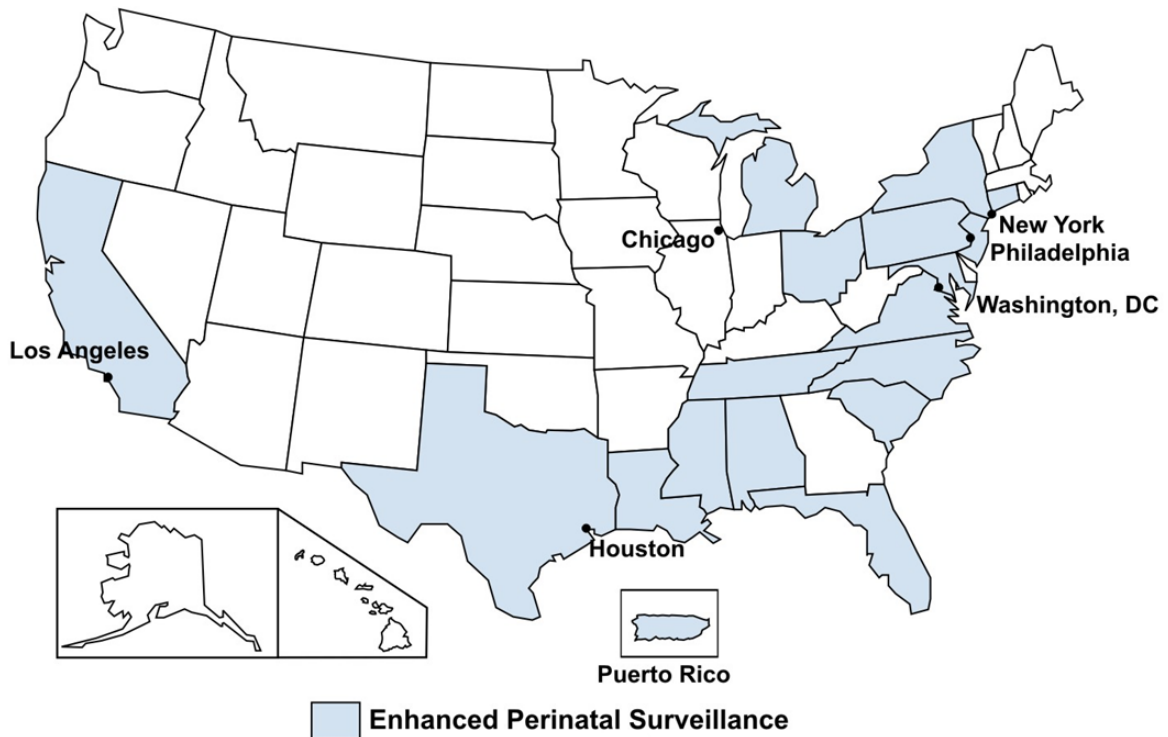 Chicago
New York
Philadelphia
Washington, DC
Los Angeles
Houston
Puerto Rico
Enhanced Perinatal Surveillance